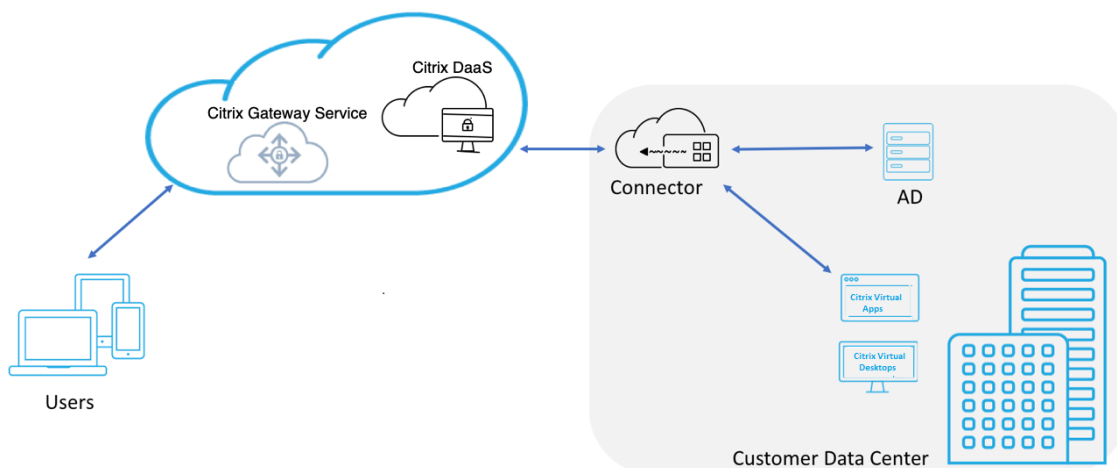 Citrix DaaS
Citrix Gateway Service
Connector
AD
Citrix Virtual
Apps
Citrix Virtual
Desktops
Users
Customer Data Center